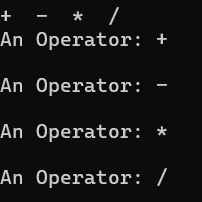 +  -  *  /
An Operator: +
An Operator: -
An Operator: *
An Operator: /